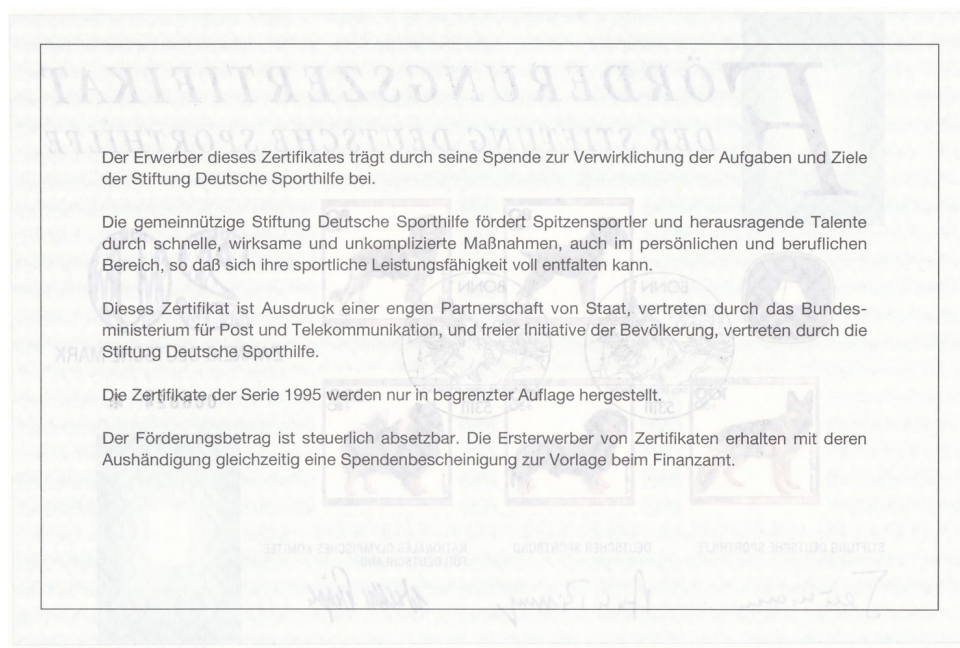 Der Erwerber dieses Zertifikates trägt durch seine Spende zur Verwirklichung der Aufgaben und Ziele
der Stiftung Deutsche Sporthilfe bei.
Die gemeinnützige Stiftung Deutsche Sporthilfe fördert Spitzensportler und herausragende Talente
durch schnelle, wirksame und unkomplizierte Maßnahmen, auch im persönlichen und beruflichen
Bereich, so daß sich ihre sportliche Leistungsfähigkeit voll entfalten kann.
Dieses Zertifikat ist Ausdruck einer engen Partnerschaft von Staat, vertreten durch das Bundes-
ministerium für Post und Telekommunikation, und freier Initiative der Bevölkerung, vertreten durch die
Stiftung Deutsche Sporthilfe.
Die Zertifikate der Serie 1995 werden nur in begrenzter Auflage hergestellt.
Der Förderungsbetrag ist steuerlich absetzbar. Die Ersterwerber von Zertifikaten erhalten mit deren
Aushändigung gleichzeitig eine Spendenbescheinigung zur Vorlage beim Finanzamt.